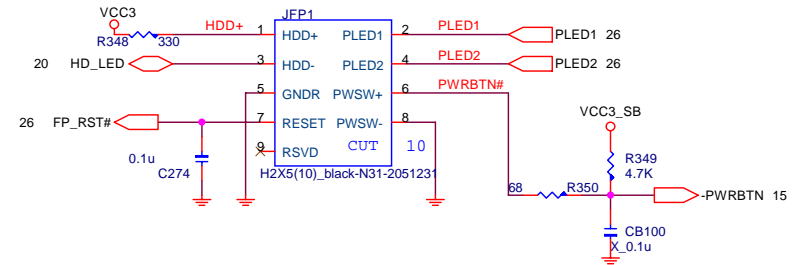 VCC3
JFP1
R348 330
HDD+
1 HDD+ PLED1 2
PLED1
PLED1 26
20 HD_LED
3 HDD- PLED2 4
PLED2
PLED2 26
5 GNDR PWSW+ 6
PWRBTN#
26 FP_RST#
7 RESET PWSW- 8
9 RSVD CUT 10
0.1u
C274
H2X5(10)_black-N31-2051231
VCC3_SB
R349
4.7K
68 R350
-PWRBTN 15
CB100
X_0.1u